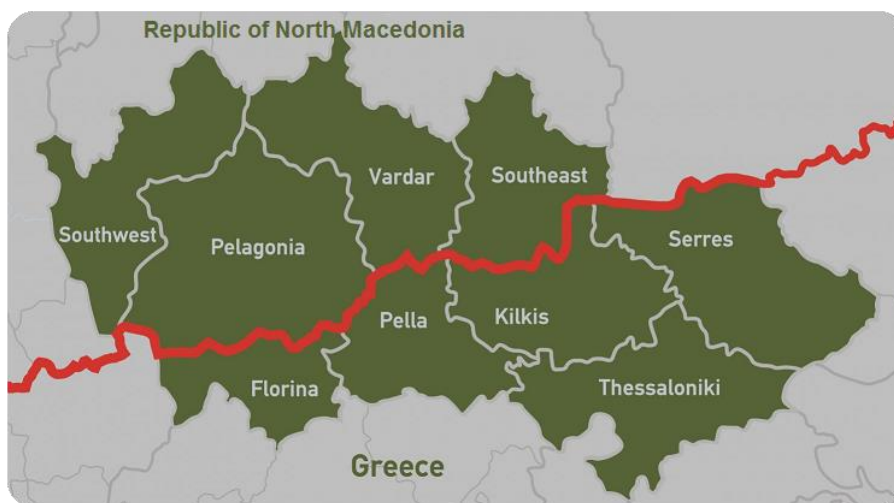 Republic of North Macedonia
Vardar
Southeast
Southwest
Pelagonia
Serres
Pella
Kilkis
Florina
Thessaloniki
Greece